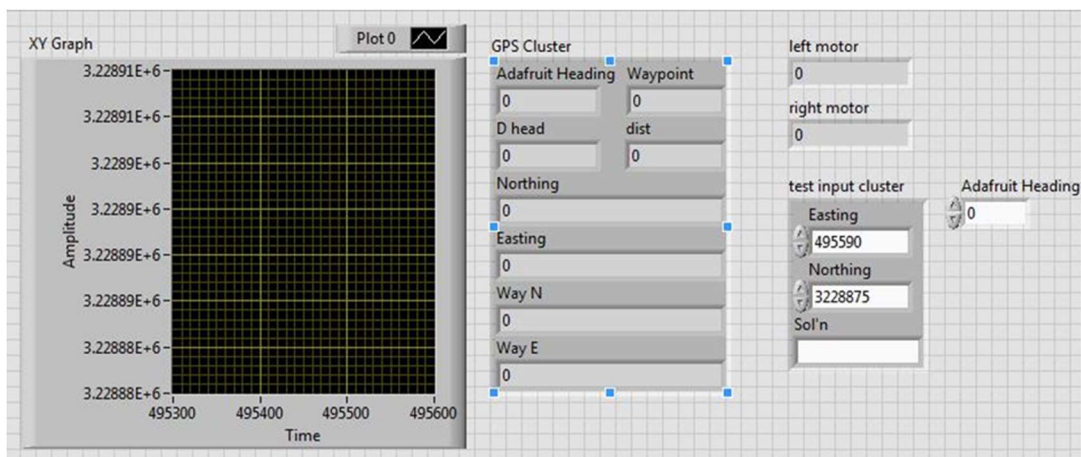 XY Graph
Plot 0
3.22891E+6
3.22891E+6
3.2289E+6
3.2289E+6
3.22889E+6
3.22889E+6
3.22888E+6
3.22888E+6
Amplitude
495300
495400
495500
495600
Time
GPS Cluster
Adafruit Heading
Waypoint
0
0
D head
dist
0
0
Northing
0
Easting
0
Way N
0
Way E
0
left motor
0
right motor
0
test input cluster
Easting
495590
Northing
3228875
Sol'n
Adafruit Heading
0